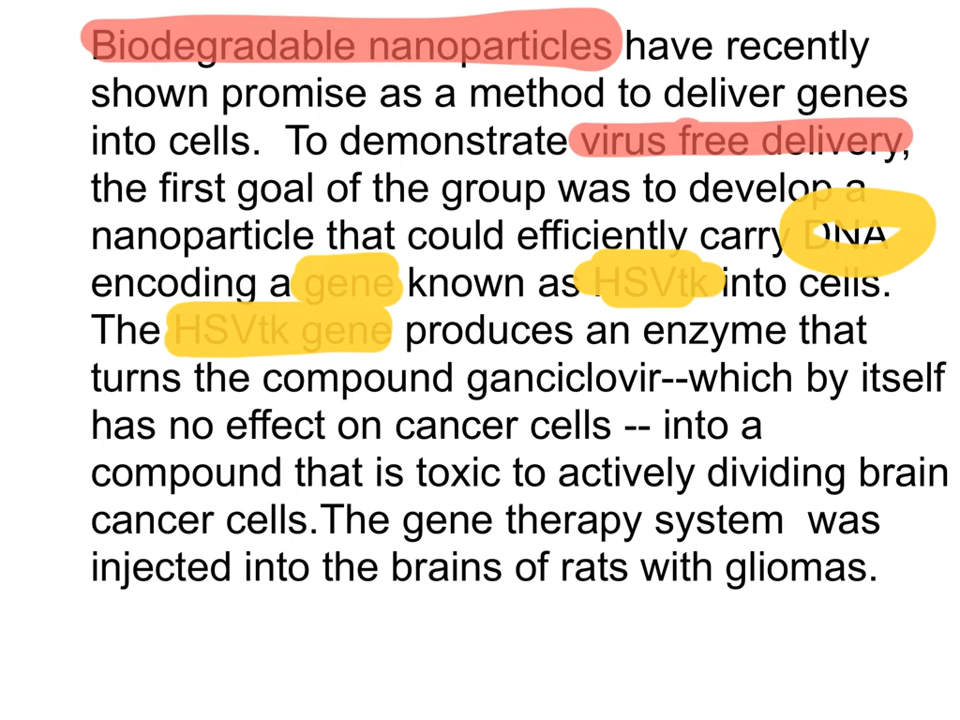 Biodegradable nanoparticles have recently
shown promise as a method to deliver genes
into cells.  To demonstrate virus free delivery,
the first goal of the group was to develop a
nanoparticle that could efficiently carry DNA
encoding a gene known as HSVtk into cells.
The HSVtk gene produces an enzyme that
turns the compound ganciclovir--which by itself
has no effect on cancer cells -- into a
compound that is toxic to actively dividing brain
cancer cells.The gene therapy system  was
injected into the brains of rats with gliomas.